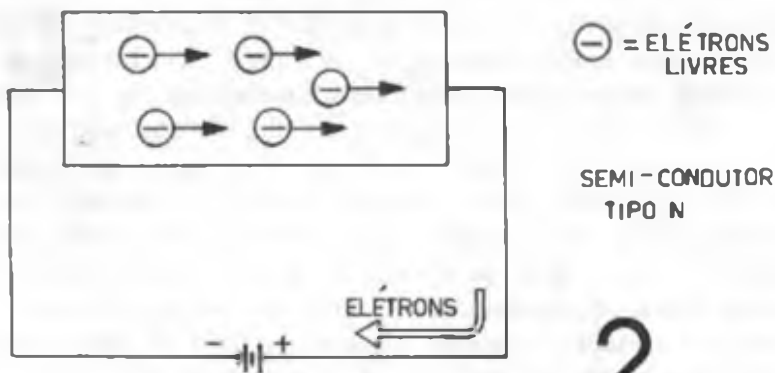 = ELÉTRONS
LIVRES
SEMI-CONDUTOR
TIPO N
ELÉTRONS
- +
2